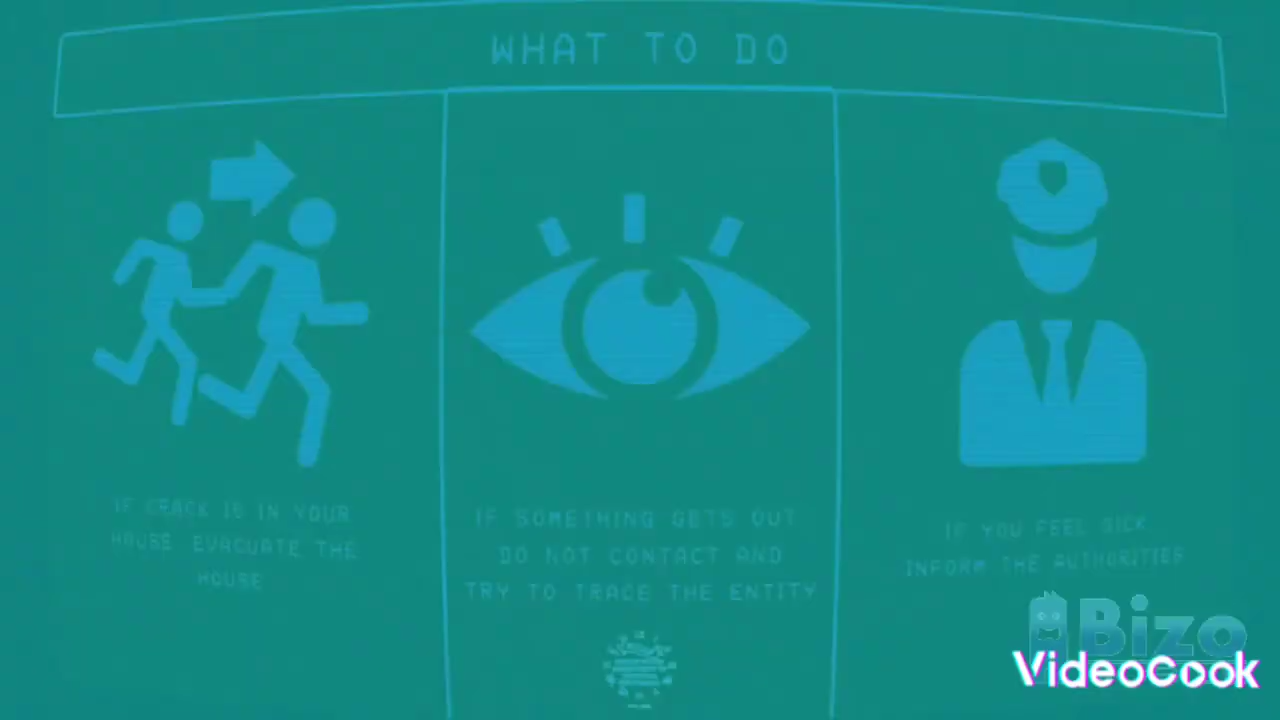 WHAT TO DO
IF CRACK IS IN YOUR
HOUSE EVACUATE THE
HOUSE
IF SOMETHING GETS OUT
DO NOT CONTACT AND
TRY TO TRACE THE ENTITY
IF YOU FEEL SICK
INFORM THE AUTHORITIES
Bizo
VideoCook